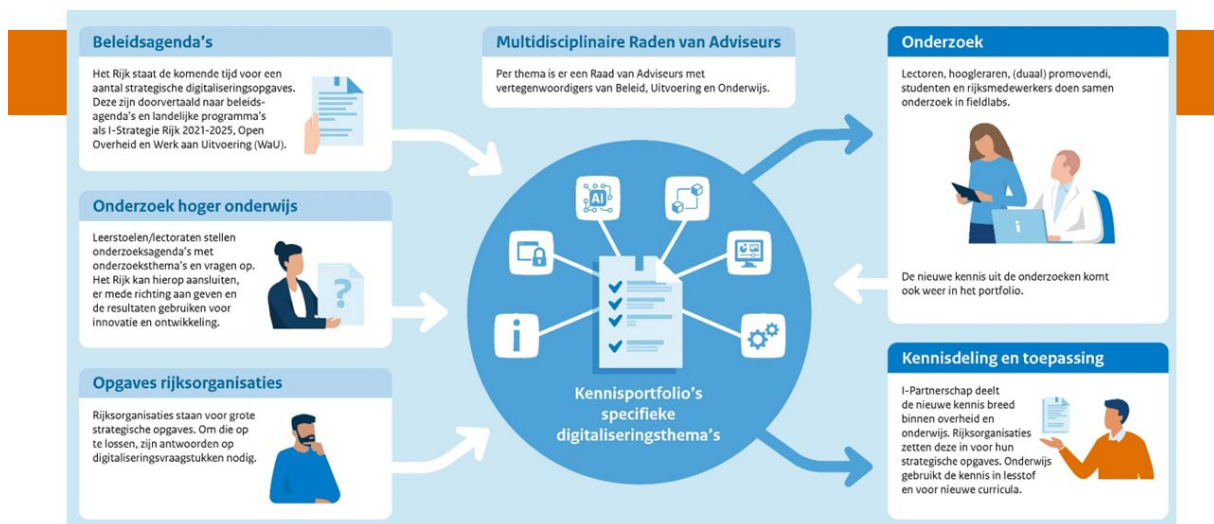 Beleidsagenda's
Het Rijk staat de komende tijd voor een
aantal strategische digitaliseringsopgaves.
Deze zijn doorvertaald naar beleids-
agenda's en landelijke programma's
als I-Strategie Rijk 2021-2025, Open
Overheid en Werk aan Uitvoering (WaU).
Onderzoek hoger onderwijs
Leerstoelen/lectoraten stellen
onderzoeksagenda's met
onderzoeksthema's en vragen op.
Het Rijk kan hierop aansluiten,
er mede richting aan geven en
de resultaten gebruiken voor
innovatie en ontwikkeling.
?
Opgaves rijksorganisaties
Rijksorganisaties staan voor grote
strategische opgaves. Om die op
te lossen, zijn antwoorden op
digitaliseringsvraagstukken nodig.
Multidisciplinaire Raden van Adviseurs
Per thema is er een Raad van Adviseurs met
vertegenwoordigers van Beleid, Uitvoering en Onderwijs.
AI
i
Kennisportfolio's
specifieke
digitaliseringsthema's
Onderzoek
Lectoren, hoogleraren, (duaal) promovendi,
studenten en rijksmedewerkers doen samen
onderzoek in fieldlabs.
i
De nieuwe kennis uit de onderzoeken komt
ook weer in het portfolio.
Kennisdeling en toepassing
I-Partnerschap deelt
de nieuwe kennis breed
binnen overheid en
onderwijs. Rijksorganisaties
zetten deze in voor hun
strategische opgaves. Onderwijs
gebruikt de kennis in lesstof
en voor nieuwe curricula.